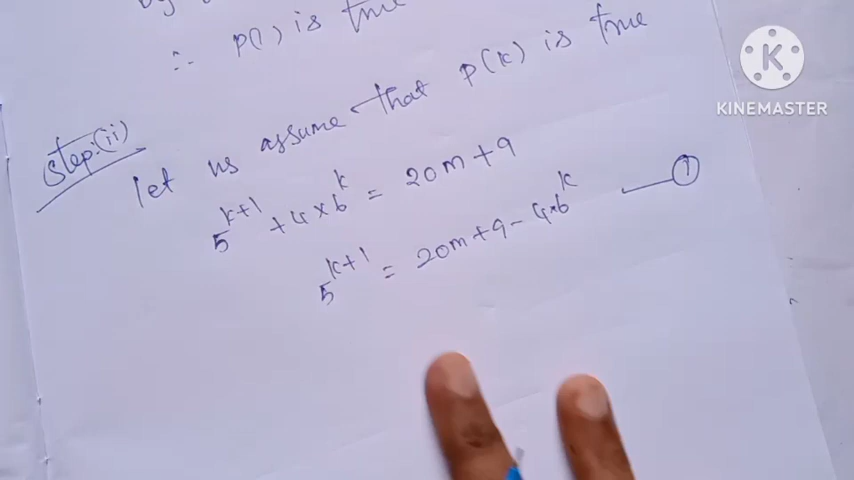 ∴ P(1) is true
Step:(ii)
let us assume that P(k) is true
5^{k+1} + 4×6^k = 20m+9
5^{k+1} = 20m+9 - 4×6^k ——①
KINEMASTER